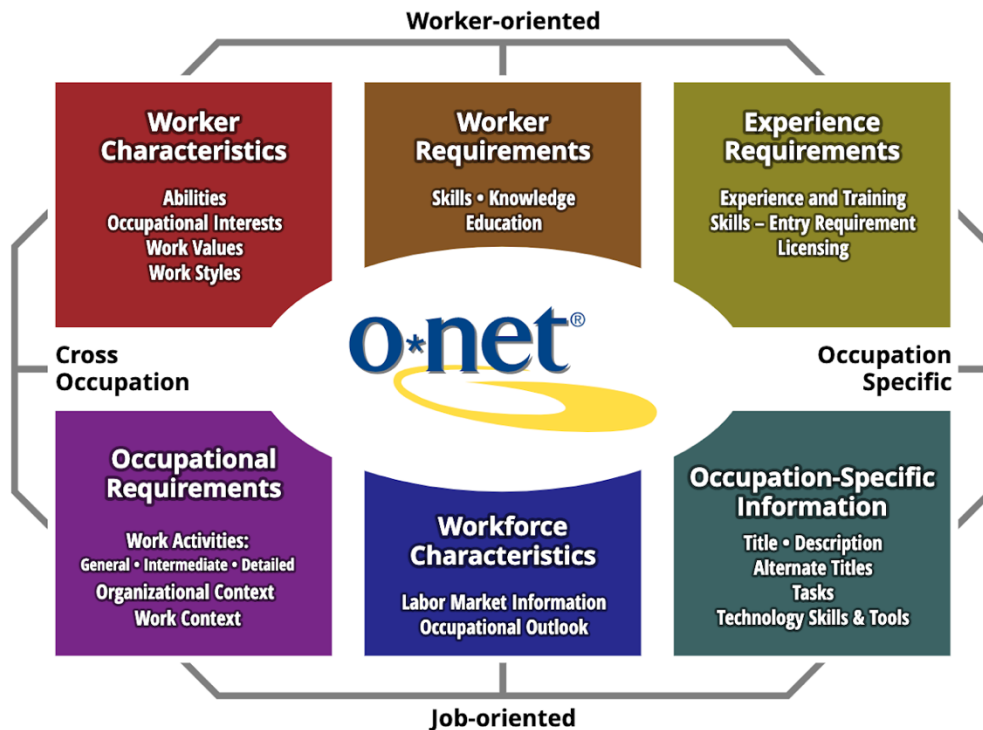 Worker-oriented
Worker
Characteristics
Abilities
Occupational Interests
Work Values
Work Styles
Worker
Requirements
Skills • Knowledge
Education
Experience
Requirements
Experience and Training
Skills – Entry Requirement
Licensing
Cross
Occupation
o*net®
Occupation
Specific
Occupational
Requirements
Work Activities:
General • Intermediate • Detailed
Organizational Context
Work Context
Workforce
Characteristics
Labor Market Information
Occupational Outlook
Occupation-Specific
Information
Title • Description
Alternate Titles
Tasks
Technology Skills & Tools
Job-oriented